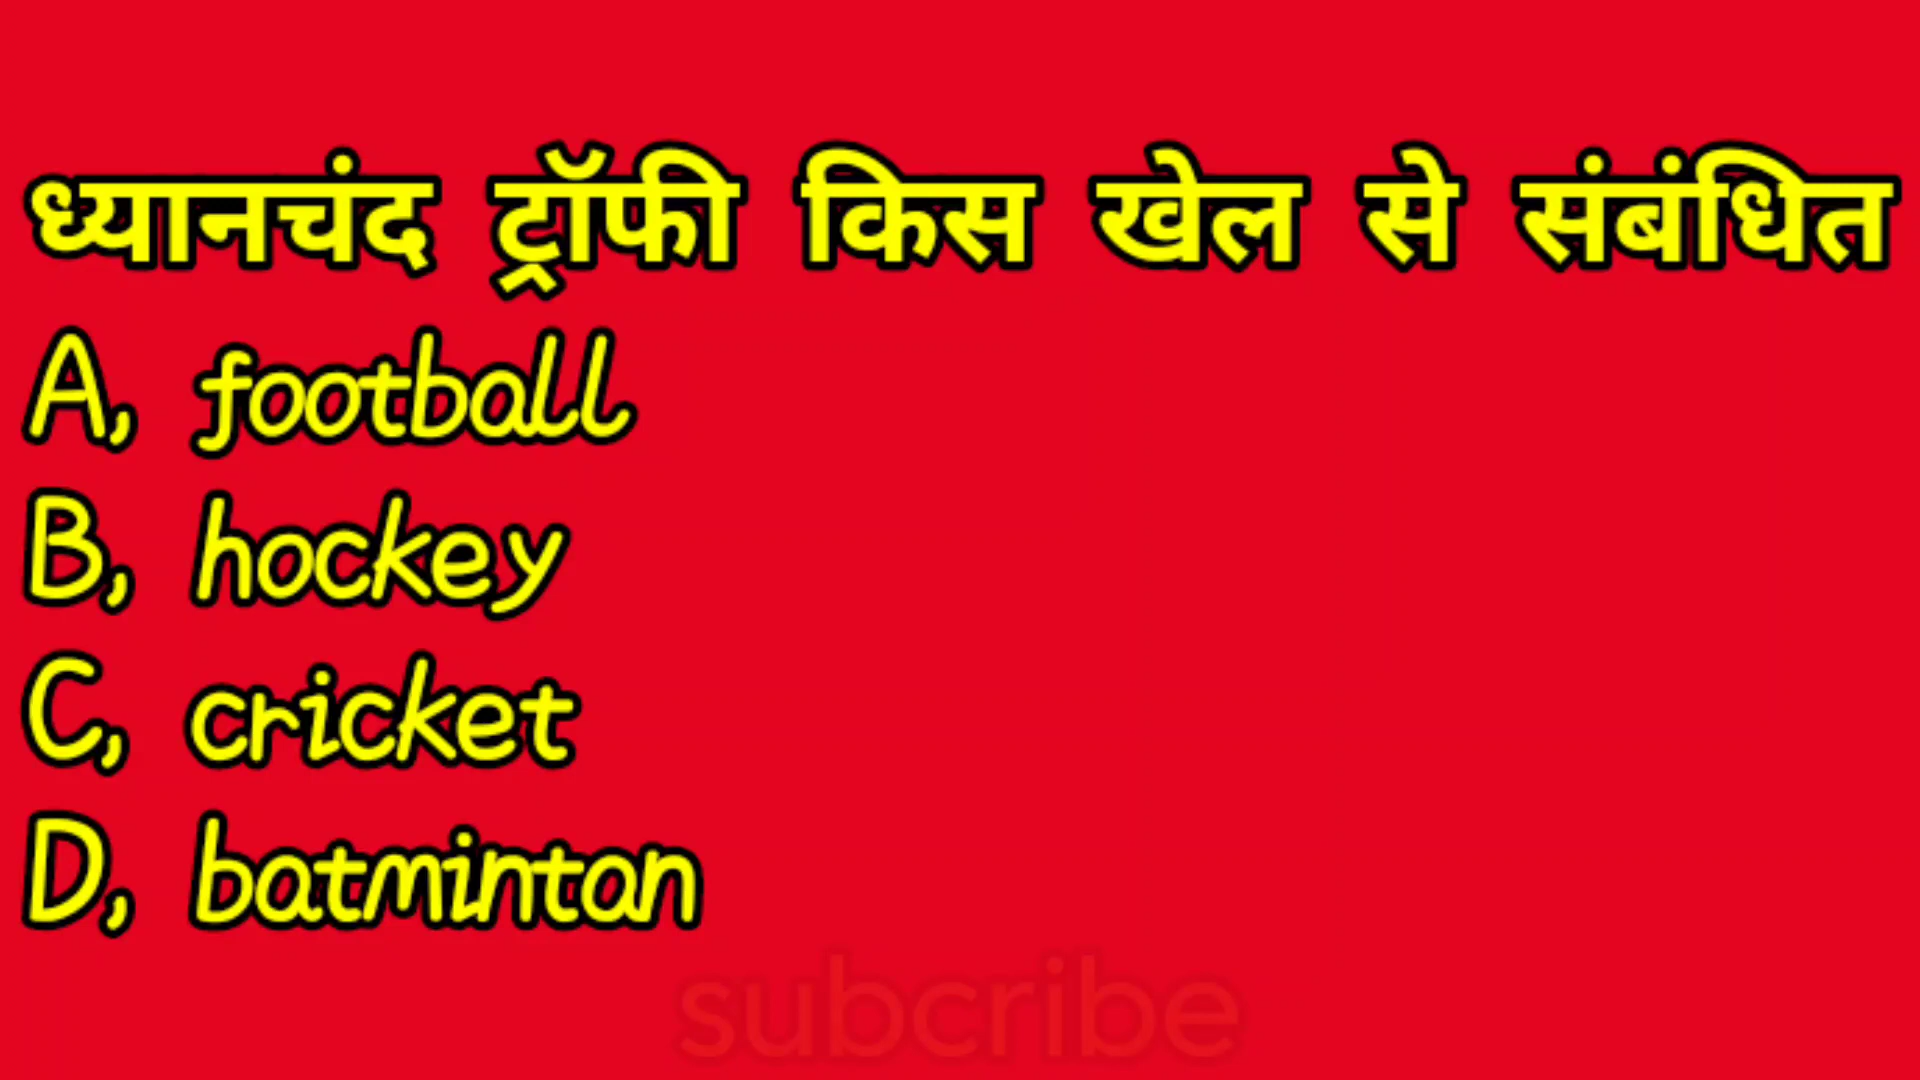 ध्यानचंद ट्रॉफी किस खेल से संबंधित
A, football
B, hockey
C, cricket
D, batmintan
subcribe